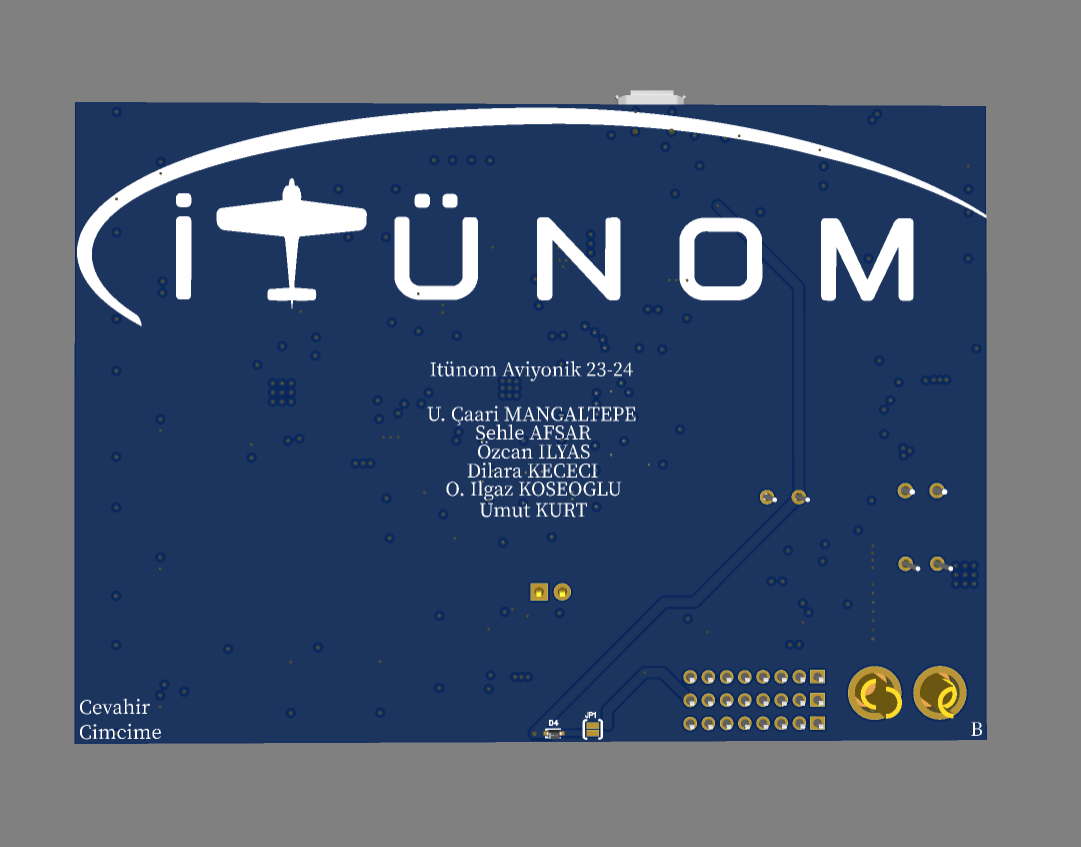 İTÜNOM
Itünom Aviyonik 23-24
U. Çaari MANGALTEPE
Şehle AFSAR
Özcan ILYAS
Dilara KECECI
O. Ilgaz KOSEOGLU
Umut KURT
D4
JP1
Cevahir
Cimcime
B